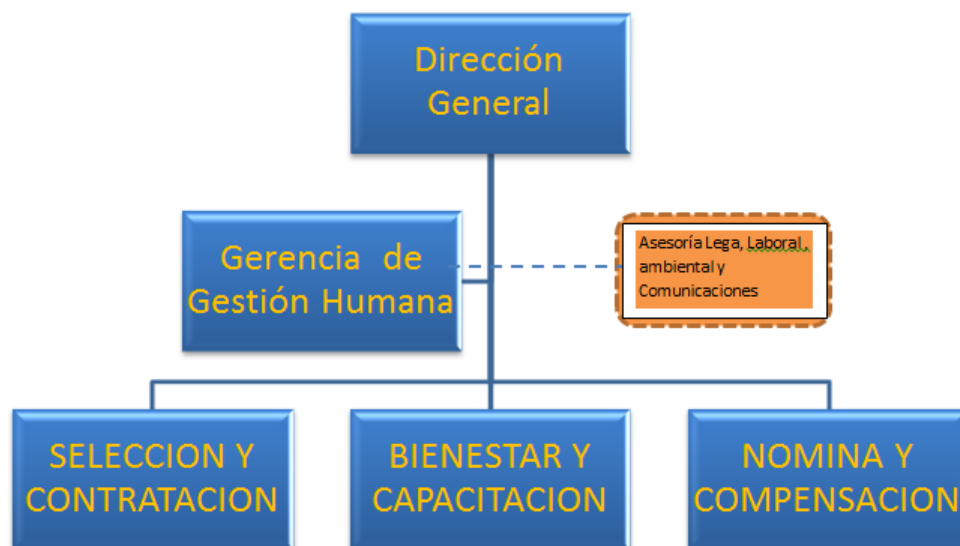 Dirección
General
Gerencia de
Gestión Humana
Asesoría Lega, Laboral ,
ambiental y
Comunicaciones
SELECCION Y
CONTRATACION
BIENESTAR Y
CAPACITACION
NOMINA Y
COMPENSACION